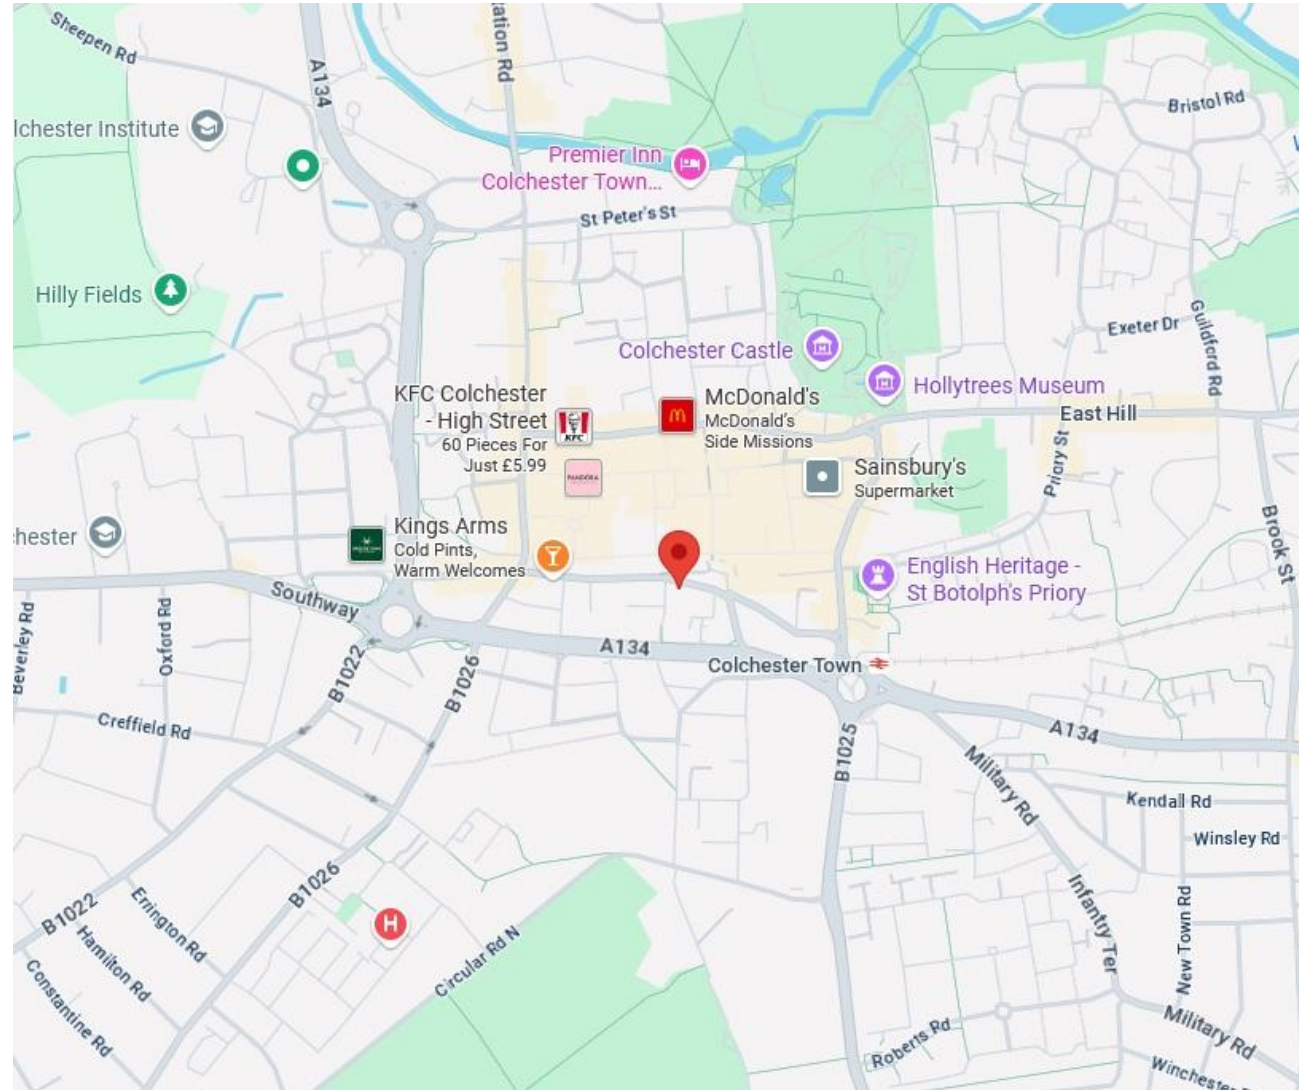 Sheepen Rd
A134
ation Rd
Bristol Rd
lchester Institute
Premier Inn
Colchester Town...
St Peter's St
Hilly Fields
Guildford Rd
Exeter Dr
Colchester Castle
Hollytrees Museum
KFC Colchester
- High Street
60 Pieces For
Just £5.99
KFC
PANDÖRA
McDonald's
McDonald's
Side Missions
East Hill
Priory St
Sainsbury's
Supermarket
Brook St
hester
Kings Arms
Cold Pints,
Warm Welcomes
English Heritage -
St Botolph's Priory
Southway
Beverley Rd
Oxford Rd
B1022
B1026
A134
Colchester Town
Creffield Rd
B1025
A134
Military Rd
Kendall Rd
Winsley Rd
B1026
B1022
Errington Rd
Hamilton Rd
Constantine Rd
H
Circular Rd N
Infantry Ter
New Town Rd
Roberts Rd
Military Rd
Wincheste